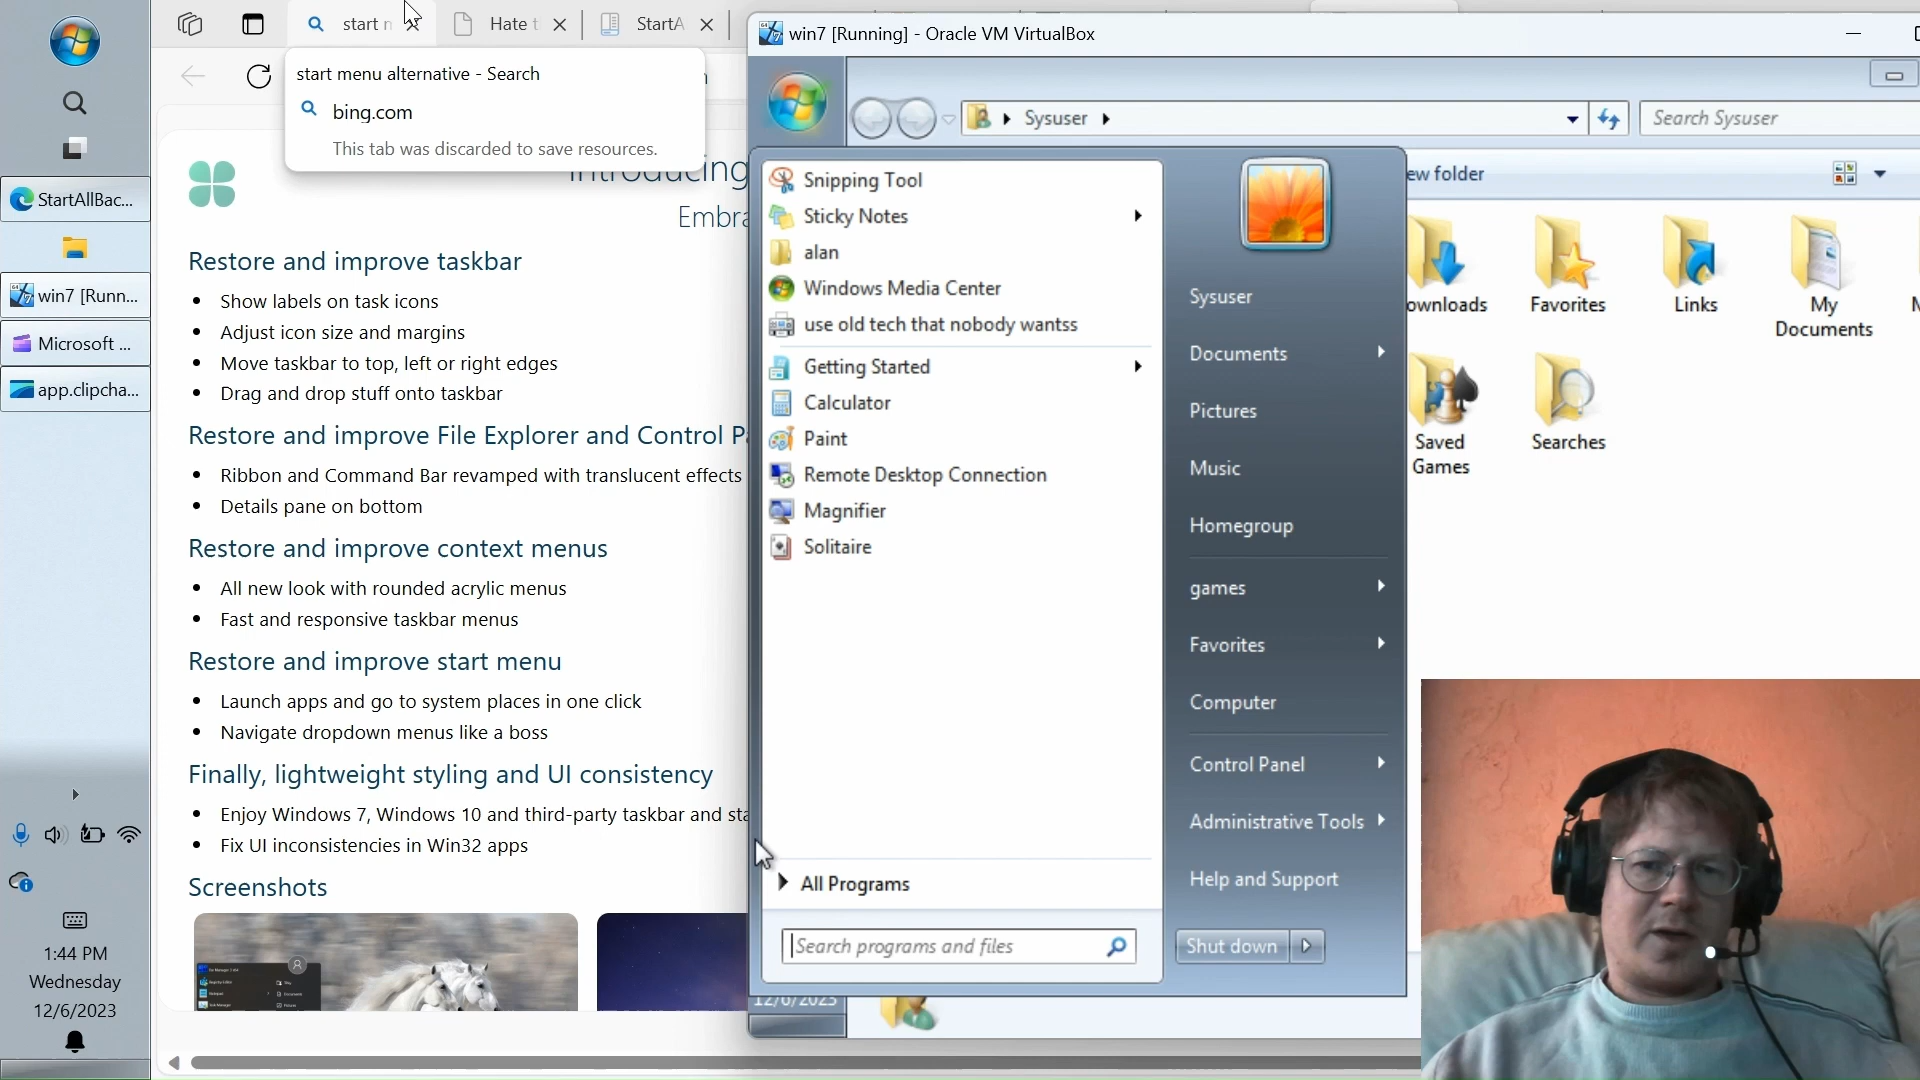 start n
Hate t
StartA
win7 [Running] - Oracle VM VirtualBox
start menu alternative - Search
bing.com
This tab was discarded to save resources.
StartAllBac...
win7 [Runn...
Microsoft ...
app.clipcha...
1:44 PM
Wednesday
12/6/2023
Introducing
Embra
Restore and improve taskbar
Show labels on task icons
Adjust icon size and margins
Move taskbar to top, left or right edges
Drag and drop stuff onto taskbar
Restore and improve File Explorer and Control Pa
Ribbon and Command Bar revamped with translucent effects
Details pane on bottom
Restore and improve context menus
All new look with rounded acrylic menus
Fast and responsive taskbar menus
Restore and improve start menu
Launch apps and go to system places in one click
Navigate dropdown menus like a boss
Finally, lightweight styling and UI consistency
Enjoy Windows 7, Windows 10 and third-party taskbar and sta
Fix UI inconsistencies in Win32 apps
Screenshots
Sysuser
Search Sysuser
ew folder
Snipping Tool
Sticky Notes
alan
Windows Media Center
use old tech that nobody wantss
Getting Started
Calculator
Paint
Remote Desktop Connection
Magnifier
Solitaire
All Programs
Search programs and files
Sysuser
Documents
Pictures
Music
Homegroup
games
Favorites
Computer
Control Panel
Administrative Tools
Help and Support
Shut down
12/6/2023
ownloads
Favorites
Links
My
Documents
Saved
Games
Searches